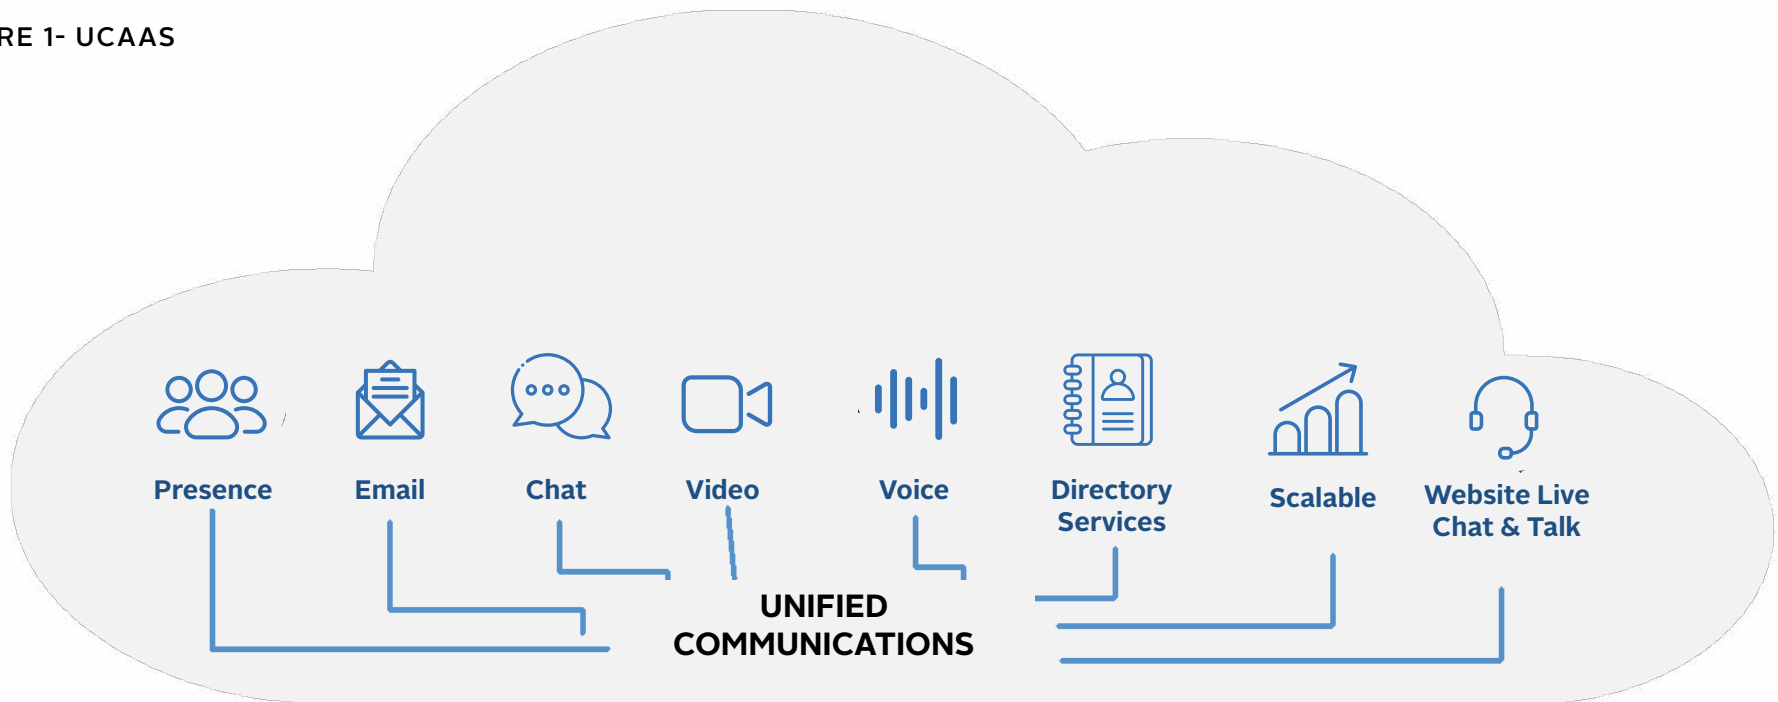 RE 1- UCAAS
Presence
Email
Chat
Video
Voice
Directory
Services
Scalable
Website Live
Chat & Talk
UNIFIED
COMMUNICATIONS